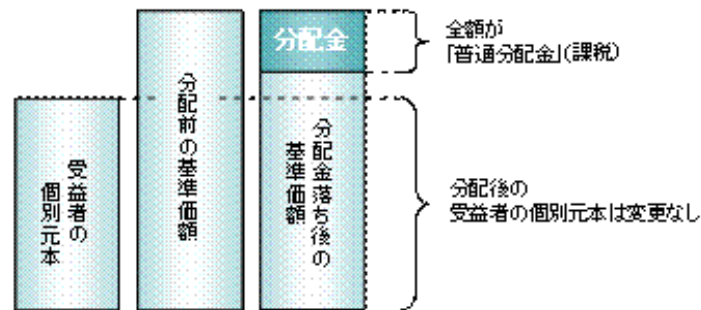 受益者の
個別元本
分配前の基準価額
分配金
分配金落ち後の
基準価額
全額が
「普通分配金」(課税)
分配後の
受益者の個別元本は変更なし